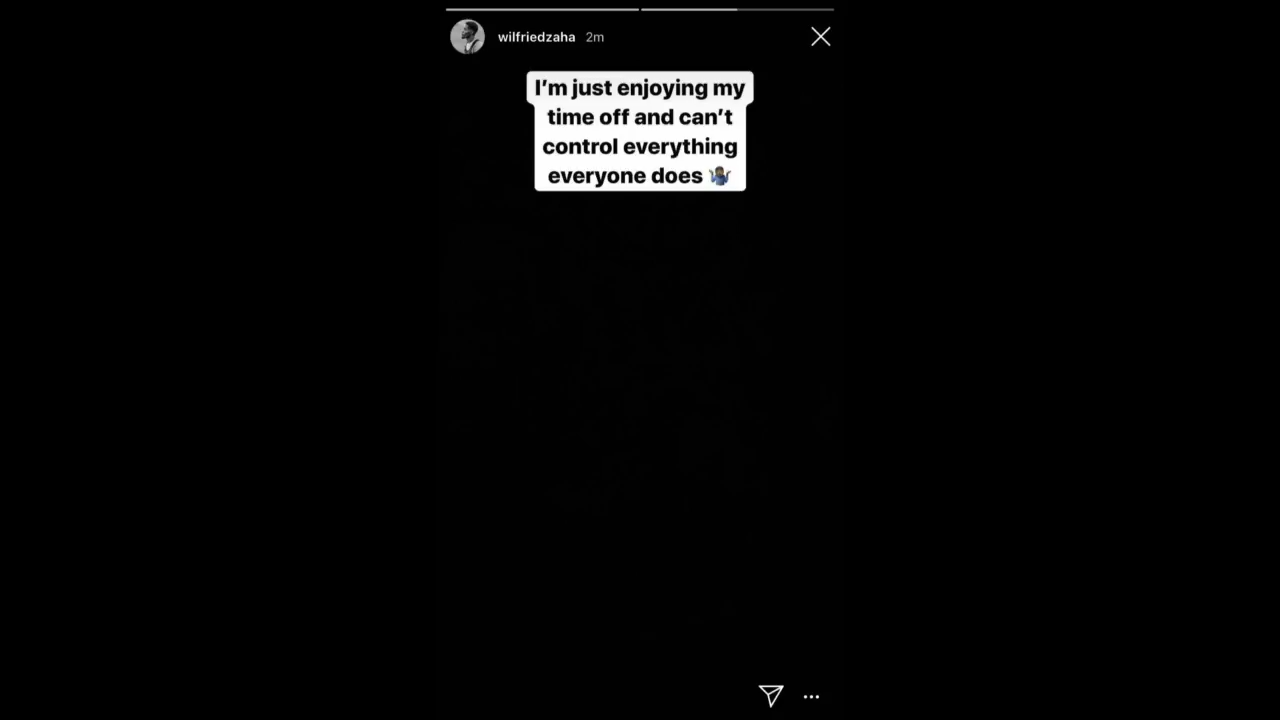 wilfriedzaha 2m
I’m just enjoying my
time off and can’t
control everything
everyone does 🤷🏾‍♂️